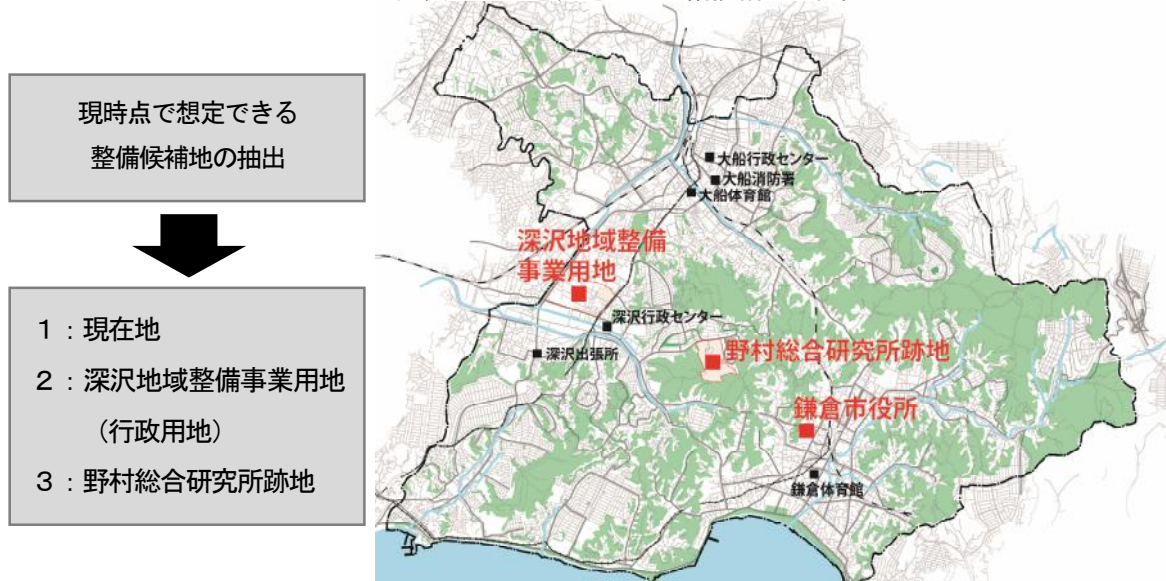 現時点で想定できる
整備候補地の抽出
1：現在地
2：深沢地域整備事業用地
（行政用地）
3：野村総合研究所跡地
大船行政センター
大船消防署
大船体育館
深沢地域整備
事業用地
深沢行政センター
深沢出張所
野村総合研究所跡地
鎌倉市役所
鎌倉体育館